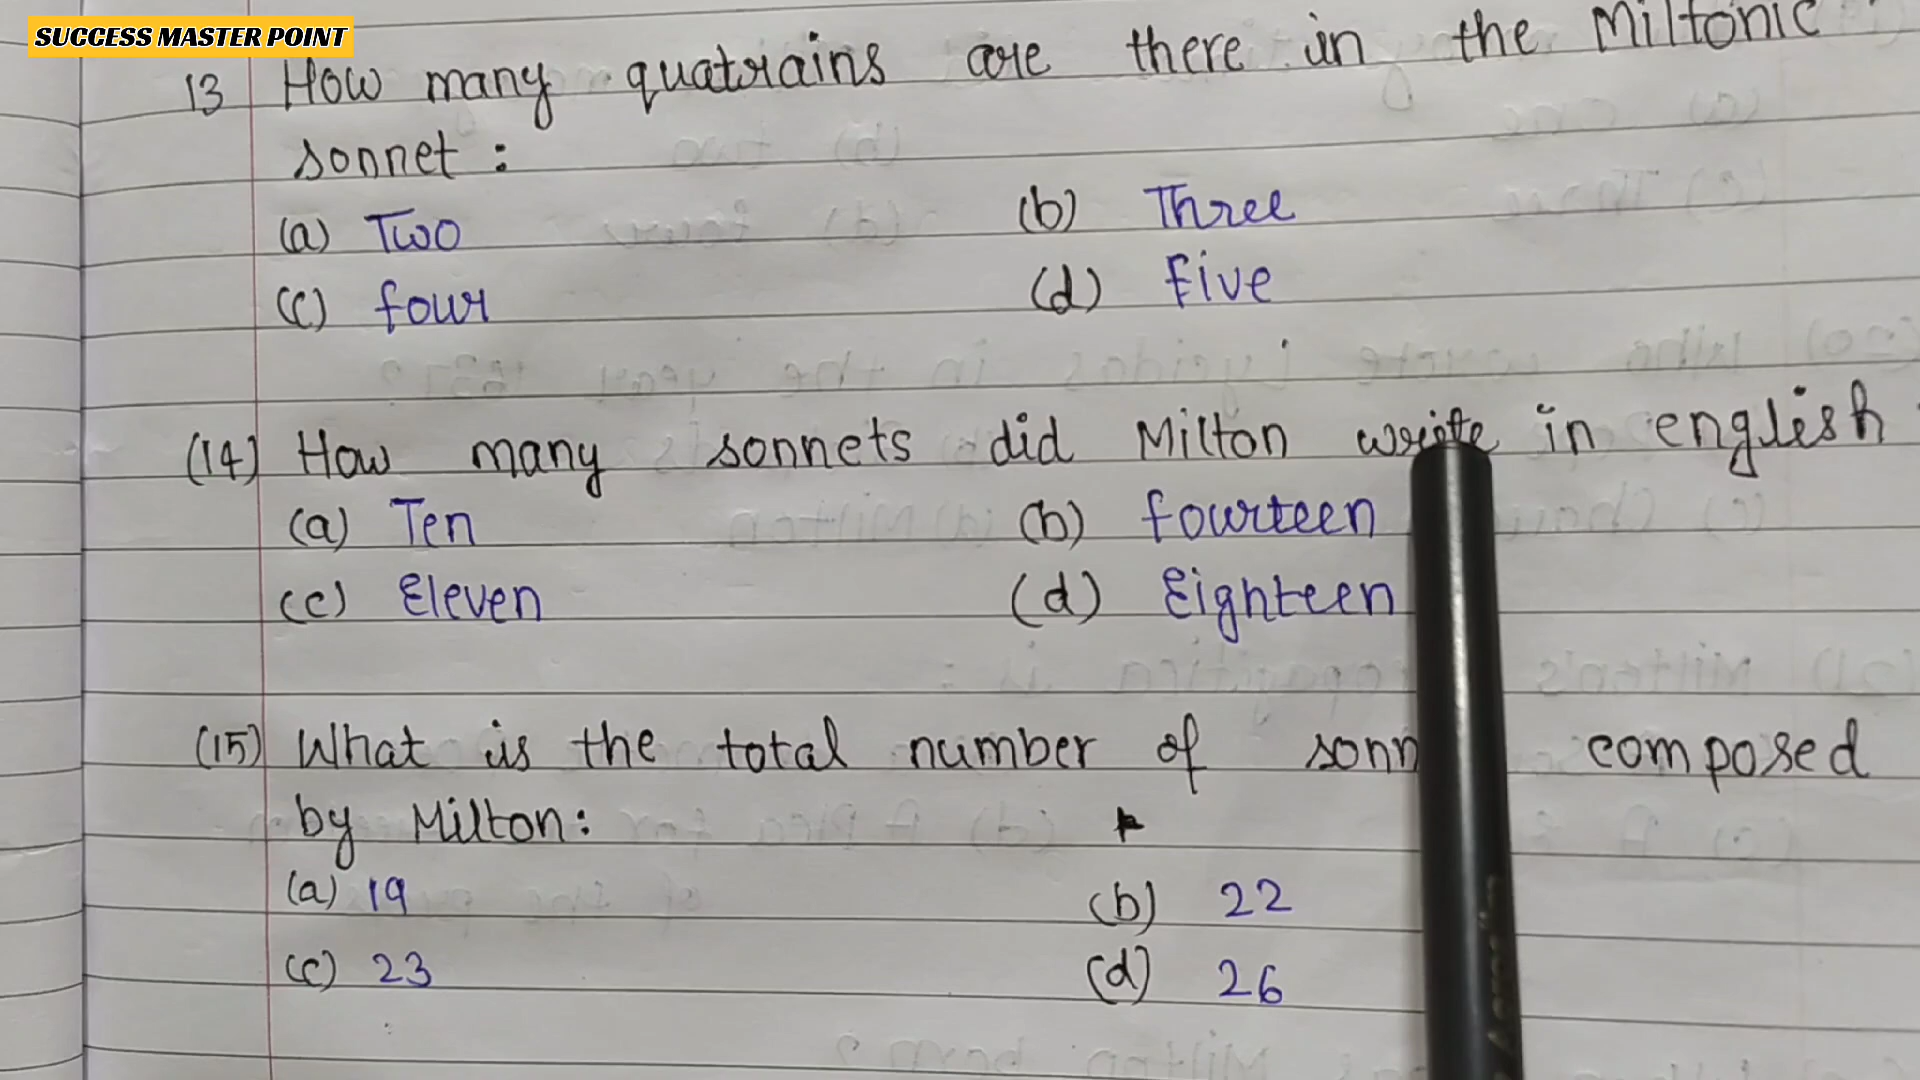 SUCCESS MASTER POINT
13 How many quatrains are there in the Miltonic
sonnet :
(a) Two (b) Three
(c) four (d) Five
(14) How many sonnets did Milton write in english
(a) Ten (b) fourteen
(c) Eleven (d) Eighteen
(15) What is the total number of sonn composed
by Milton:
(a) 19 (b) 22
(c) 23 (d) 26